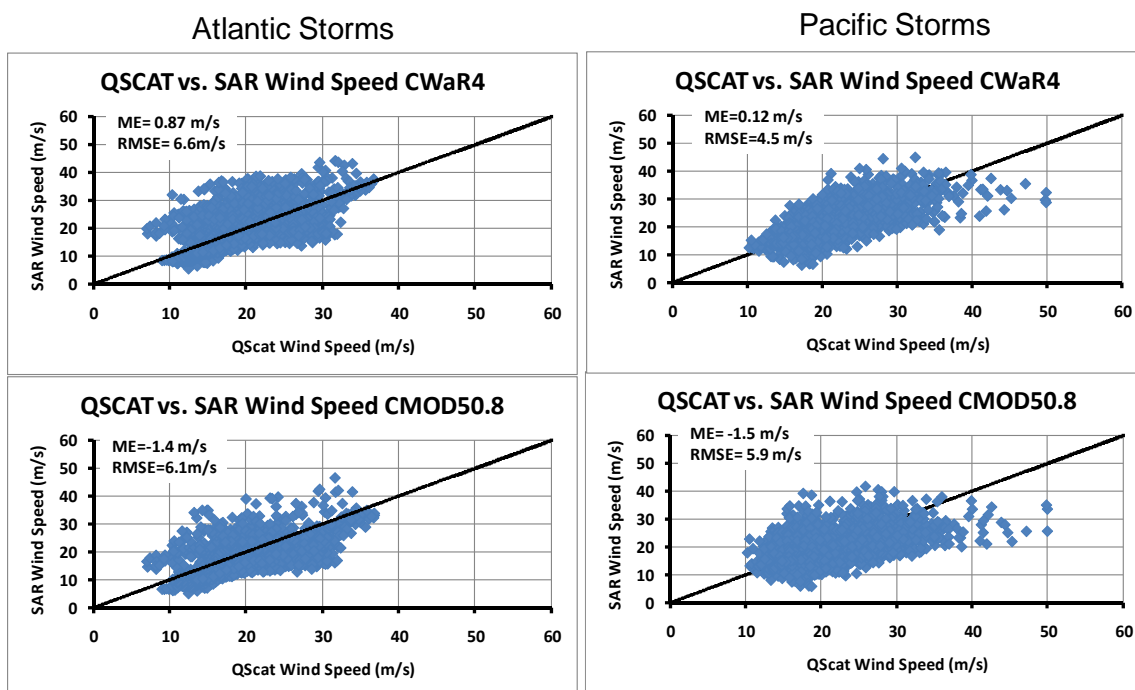 Atlantic Storms
Pacific Storms
QSCAT vs. SAR Wind Speed CWaR4
ME= 0.87 m/s
RMSE= 6.6m/s
SAR Wind Speed (m/s)
60
50
40
30
20
10
0
0 10 20 30 40 50 60
QScat Wind Speed (m/s)
QSCAT vs. SAR Wind Speed CWaR4
ME=0.12 m/s
RMSE=4.5 m/s
SAR Wind Speed (m/s)
60
50
40
30
20
10
0
0 10 20 30 40 50 60
QScat Wind Speed (m/s)
QSCAT vs. SAR Wind Speed CMOD50.8
ME=-1.4 m/s
RMSE=6.1m/s
SAR Wind Speed (m/s)
60
50
40
30
20
10
0
0 10 20 30 40 50 60
QScat Wind Speed (m/s)
QSCAT vs. SAR Wind Speed CMOD50.8
ME= -1.5 m/s
RMSE= 5.9 m/s
SAR Wind Speed (m/s)
60
50
40
30
20
10
0
0 10 20 30 40 50 60
QScat Wind Speed (m/s)